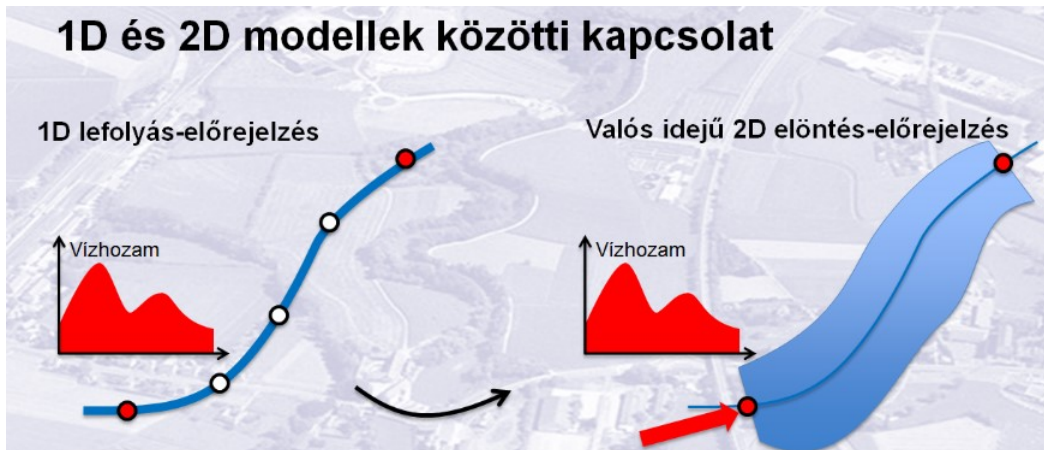 1D és 2D modellek közötti kapcsolat
1D lefolyás-előrejelzés
Valós idejű 2D elöntés-előrejelzés
Vízhozam
Vízhozam